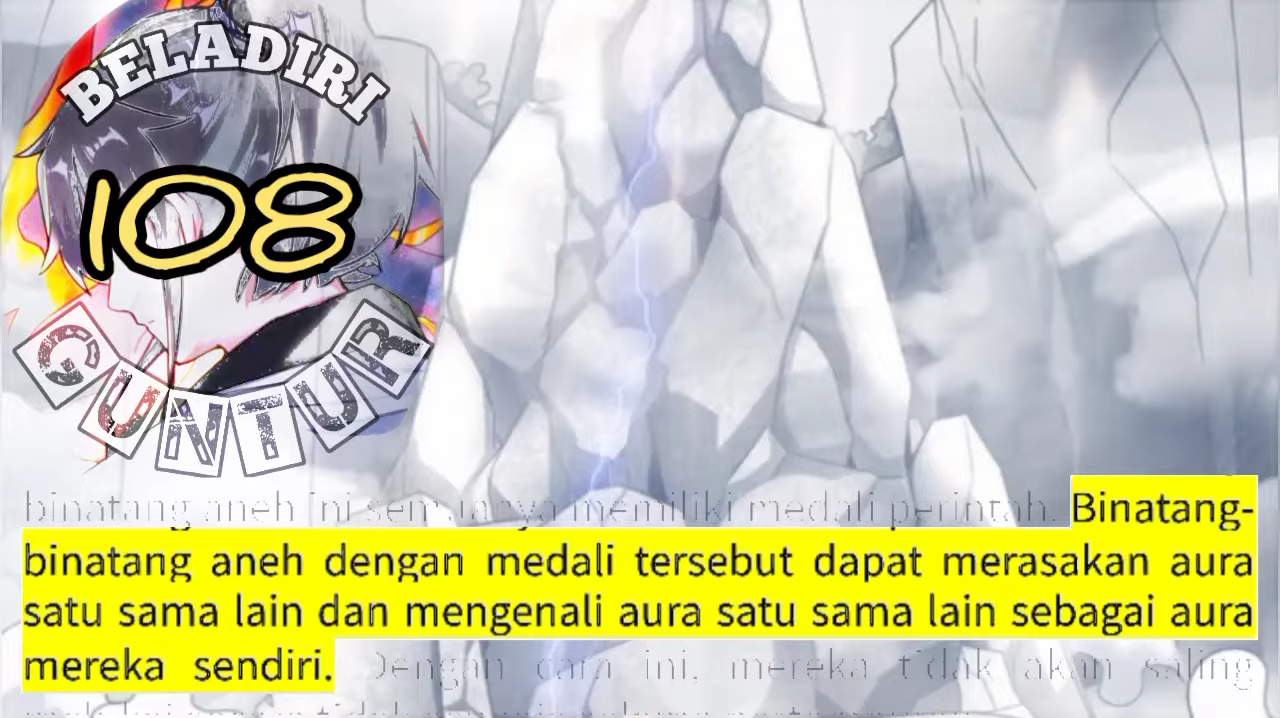 BELADIRI
108
GUNTUR
binatang aneh ini semuanya memiliki medali perintah. Binatang-
binatang aneh dengan medali tersebut dapat merasakan aura
satu sama lain dan mengenali aura satu sama lain sebagai aura
mereka sendiri. Dengan cara ini, mereka tidak akan saling